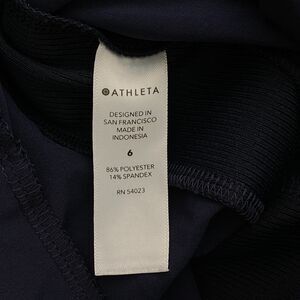 ATHLETA
DESIGNED IN
SAN FRANCISCO
MADE IN
INDONESIA
6
86% POLYESTER
14% SPANDEX
RN 54023